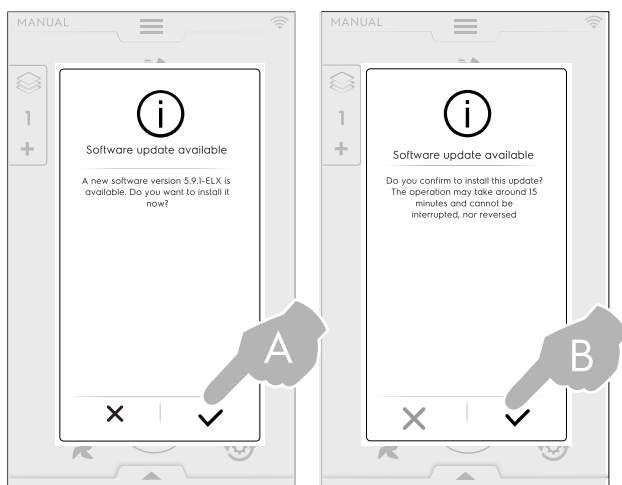 MANUAL
1
+
Software update available
A new software version 5.9.1-ELX is
available. Do you want to install it
now?
A
MANUAL
1
+
Software update available
Do you confirm to install this update?
The operation may take around 15
minutes and cannot be
interrupted, nor reversed
B